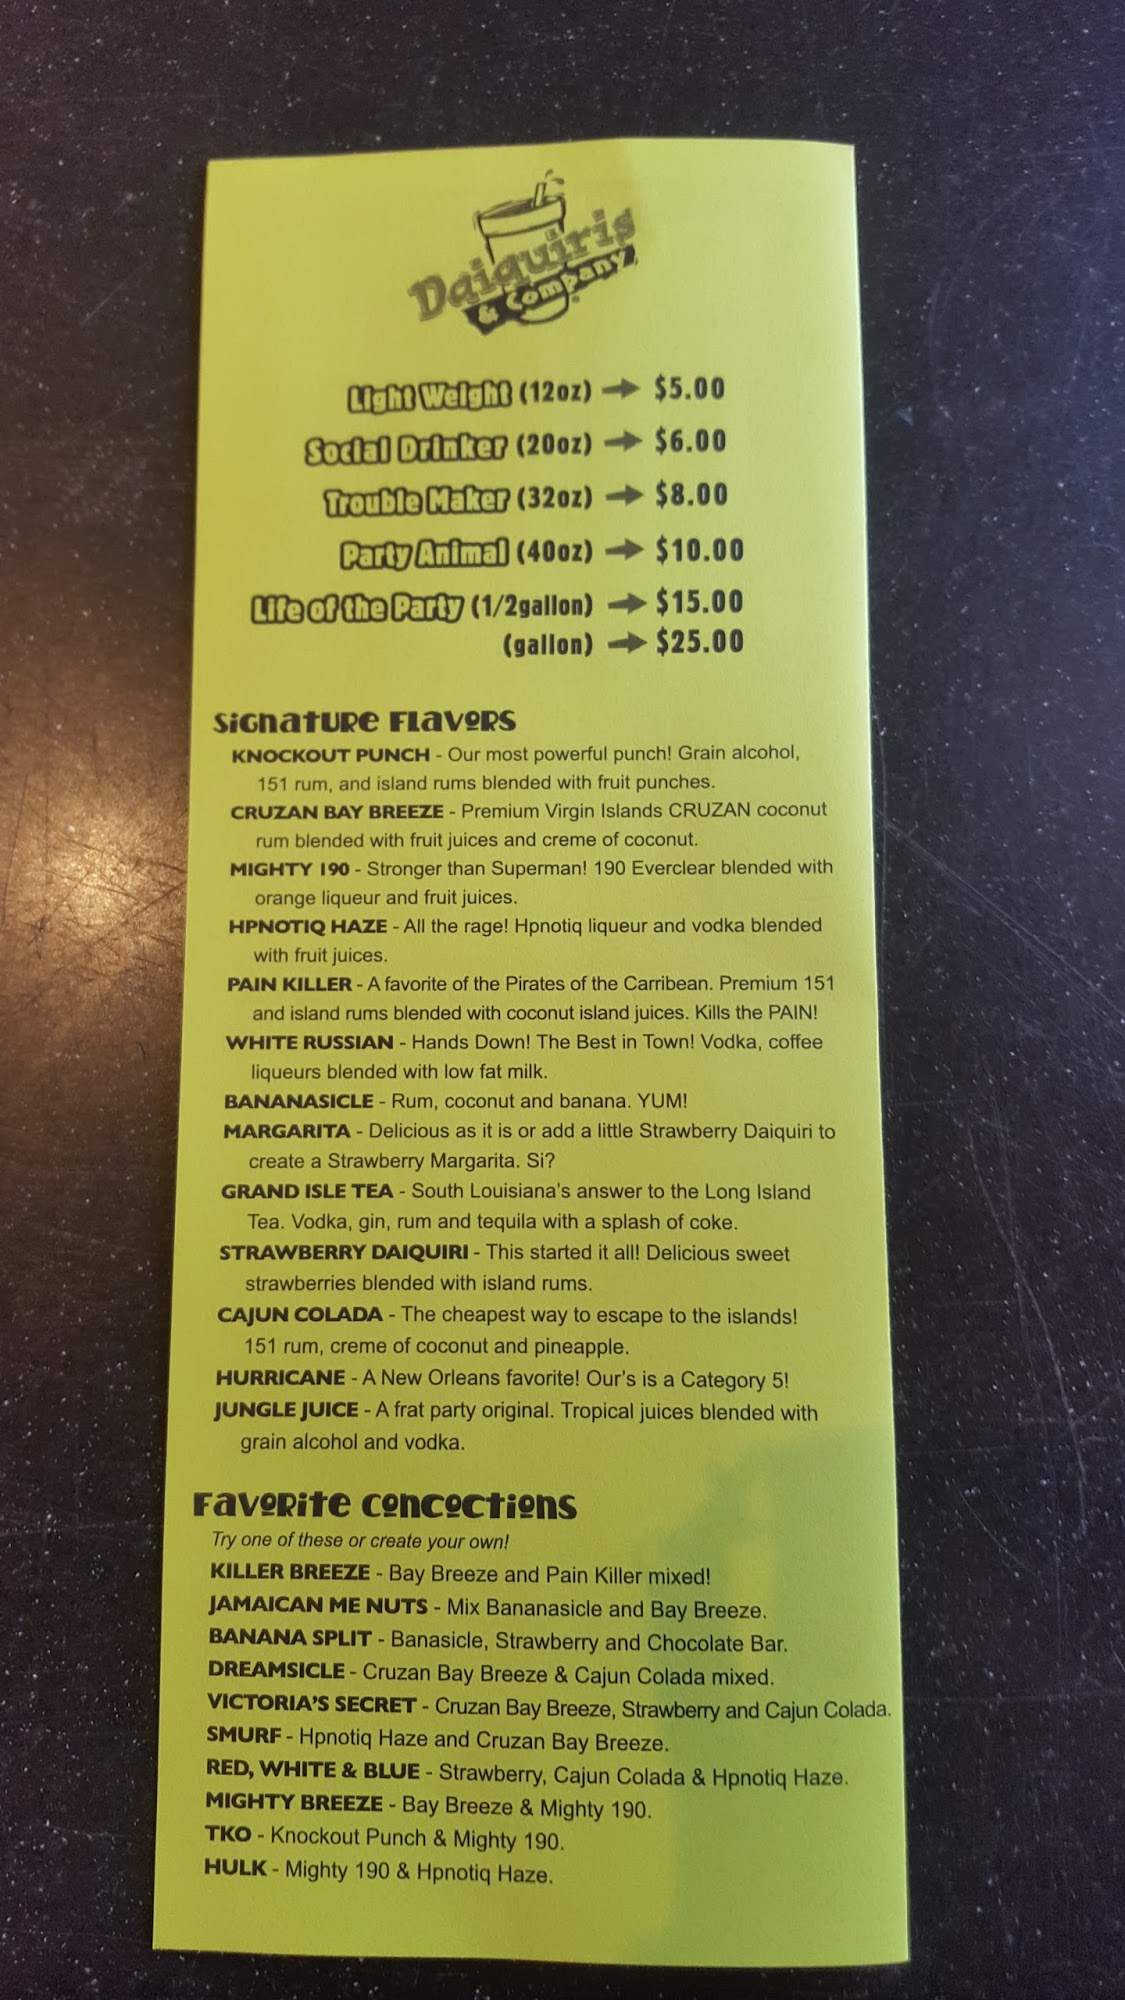 Daiquiris
& Company
Light Weight (12oz) → $5.00
Social Drinker (20oz) → $6.00
Trouble Maker (32oz) → $8.00
Party Animal (40oz) → $10.00
Life of the Party (1/2gallon) → $15.00
(gallon) → $25.00
Signature Flavors
KNOCKOUT PUNCH - Our most powerful punch! Grain alcohol,
151 rum, and island rums blended with fruit punches.
CRUZAN BAY BREEZE - Premium Virgin Islands CRUZAN coconut
rum blended with fruit juices and creme of coconut.
MIGHTY 190 - Stronger than Superman! 190 Everclear blended with
orange liqueur and fruit juices.
HPNOTIQ HAZE - All the rage! Hpnotiq liqueur and vodka blended
with fruit juices.
PAIN KILLER - A favorite of the Pirates of the Carribean. Premium 151
and island rums blended with coconut island juices. Kills the PAIN!
WHITE RUSSIAN - Hands Down! The Best in Town! Vodka, coffee
liqueurs blended with low fat milk.
BANANASICLE - Rum, coconut and banana. YUM!
MARGARITA - Delicious as it is or add a little Strawberry Daiquiri to
create a Strawberry Margarita. Si?
GRAND ISLE TEA - South Louisiana's answer to the Long Island
Tea. Vodka, gin, rum and tequila with a splash of coke.
STRAWBERRY DAIQUIRI - This started it all! Delicious sweet
strawberries blended with island rums.
CAJUN COLADA - The cheapest way to escape to the islands!
151 rum, creme of coconut and pineapple.
HURRICANE - A New Orleans favorite! Our's is a Category 5!
JUNGLE JUICE - A frat party original. Tropical juices blended with
grain alcohol and vodka.
Favorite Concoctions
Try one of these or create your own!
KILLER BREEZE - Bay Breeze and Pain Killer mixed!
JAMAICAN ME NUTS - Mix Bananasicle and Bay Breeze.
BANANA SPLIT - Banasicle, Strawberry and Chocolate Bar.
DREAMSICLE - Cruzan Bay Breeze & Cajun Colada mixed.
VICTORIA'S SECRET - Cruzan Bay Breeze, Strawberry and Cajun Colada.
SMURF - Hpnotiq Haze and Cruzan Bay Breeze.
RED, WHITE & BLUE - Strawberry, Cajun Colada & Hpnotiq Haze.
MIGHTY BREEZE - Bay Breeze & Mighty 190.
TKO - Knockout Punch & Mighty 190.
HULK - Mighty 190 & Hpnotiq Haze.